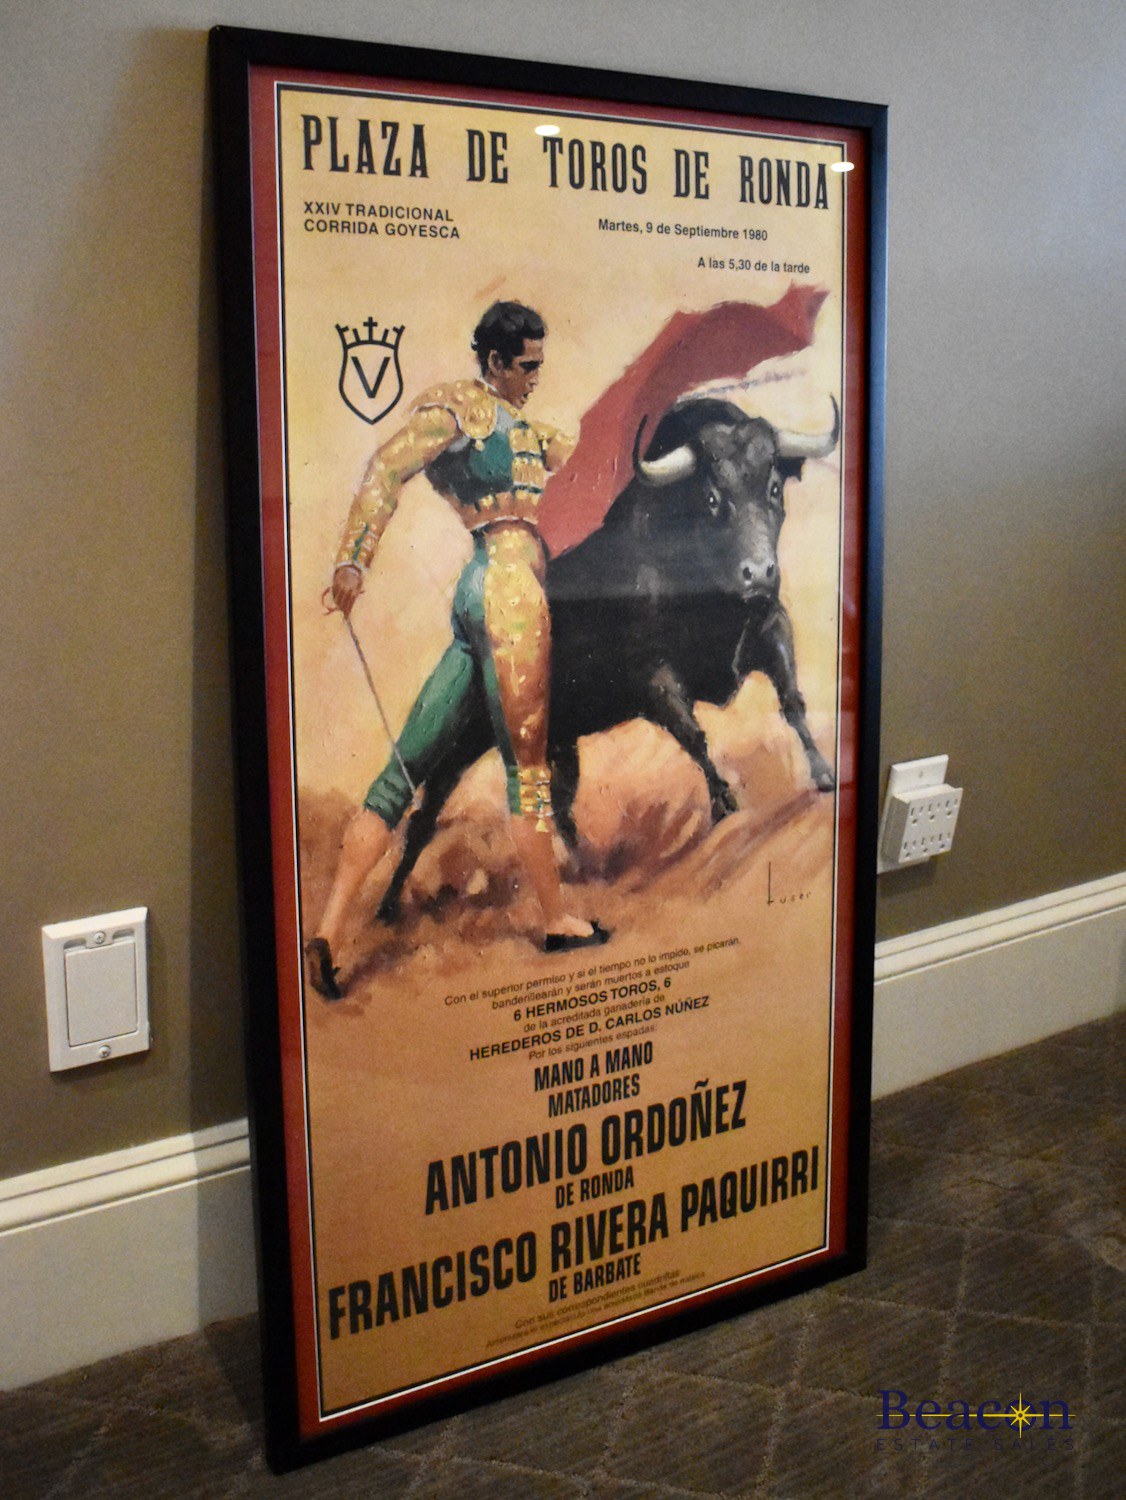 PLAZA DE TOROS DE RONDA
XXIV TRADICIONAL
CORRIDA GOYESCA
Martes, 9 de Septiembre 1980
A las 5,30 de la tarde
V
Luser
Con el superior permiso y si el tiempo no lo impide, se picarán,
banderillearán y serán muertos a estoque
6 HERMOSOS TOROS, 6
de la acreditada ganadería de
HEREDEROS DE D. CARLOS NÚÑEZ
Por los siguientes espadas:
MANO A MANO
MATADORES
ANTONIO ORDOÑEZ
DE RONDA
FRANCISCO RIVERA PAQUIRRI
DE BARBATE
Con sus correspondientes cuadrillas
Beacon
ESTATE SALES